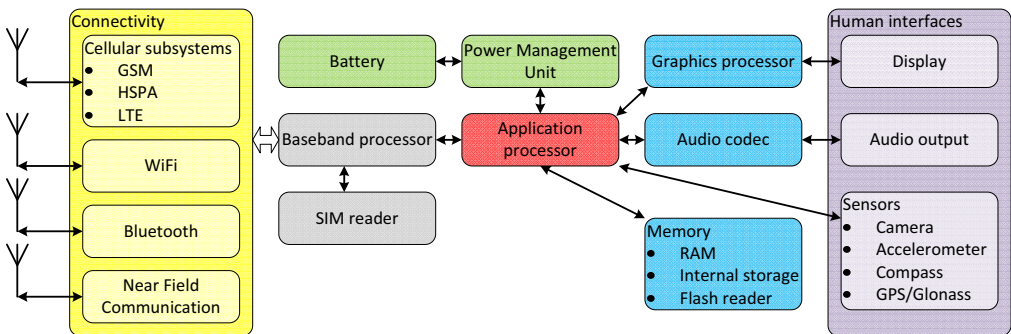 Connectivity
Cellular subsystems
• GSM
• HSPA
• LTE
WiFi
Bluetooth
Near Field
Communication
Battery
Baseband processor
SIM reader
Power Management
Unit
Application
processor
Graphics processor
Audio codec
Memory
• RAM
• Internal storage
• Flash reader
Human interfaces
Display
Audio output
Sensors
• Camera
• Accelerometer
• Compass
• GPS/Glonass